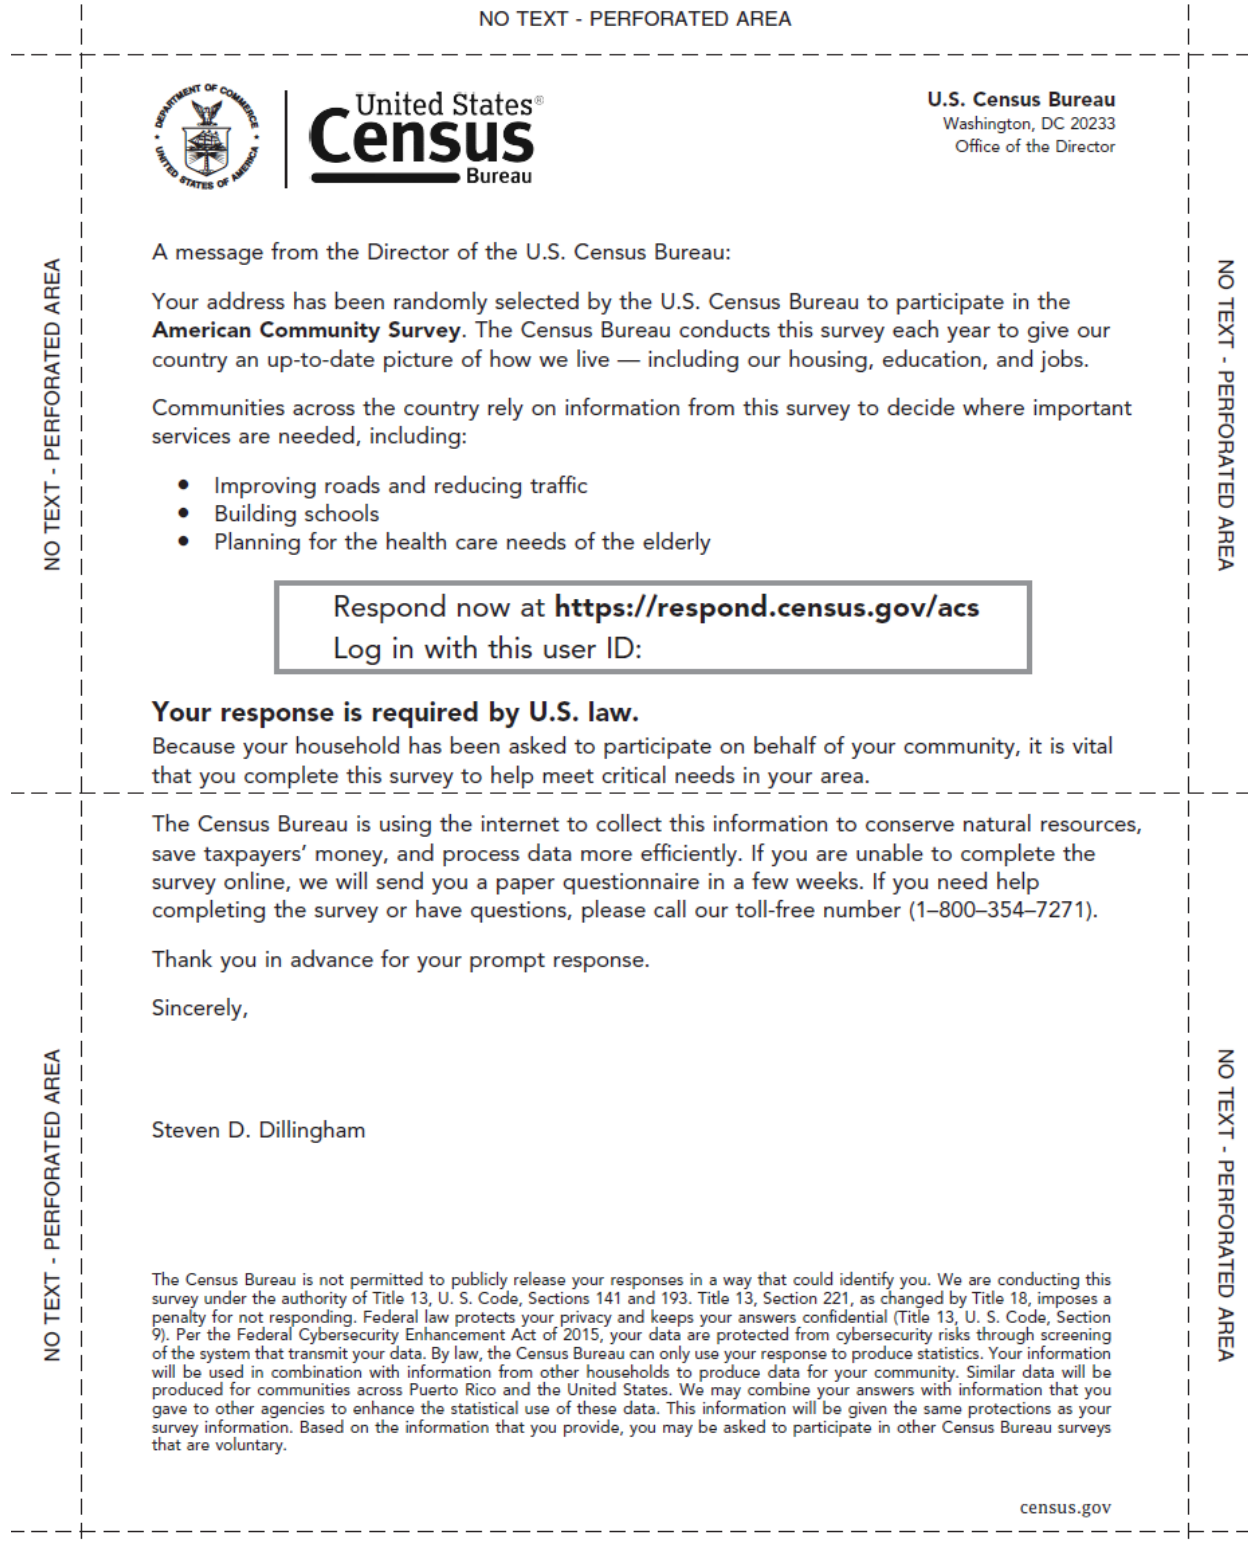 NO TEXT - PERFORATED AREA
DEPARTMENT OF COMMERCE
UNITED STATES OF AMERICA
United States®
Census
Bureau
U.S. Census Bureau
Washington, DC 20233
Office of the Director
A message from the Director of the U.S. Census Bureau:
Your address has been randomly selected by the U.S. Census Bureau to participate in the
American Community Survey. The Census Bureau conducts this survey each year to give our
country an up-to-date picture of how we live — including our housing, education, and jobs.
Communities across the country rely on information from this survey to decide where important
services are needed, including:
• Improving roads and reducing traffic
• Building schools
• Planning for the health care needs of the elderly
NO TEXT - PERFORATED AREA
NO TEXT - PERFORATED AREA
Respond now at https://respond.census.gov/acs
Log in with this user ID:
Your response is required by U.S. law.
Because your household has been asked to participate on behalf of your community, it is vital
that you complete this survey to help meet critical needs in your area.
The Census Bureau is using the internet to collect this information to conserve natural resources,
save taxpayers’ money, and process data more efficiently. If you are unable to complete the
survey online, we will send you a paper questionnaire in a few weeks. If you need help
completing the survey or have questions, please call our toll-free number (1–800–354–7271).
Thank you in advance for your prompt response.
Sincerely,
Steven D. Dillingham
NO TEXT - PERFORATED AREA
NO TEXT - PERFORATED AREA
The Census Bureau is not permitted to publicly release your responses in a way that could identify you. We are conducting this
survey under the authority of Title 13, U. S. Code, Sections 141 and 193. Title 13, Section 221, as changed by Title 18, imposes a
penalty for not responding. Federal law protects your privacy and keeps your answers confidential (Title 13, U. S. Code, Section
9). Per the Federal Cybersecurity Enhancement Act of 2015, your data are protected from cybersecurity risks through screening
of the system that transmit your data. By law, the Census Bureau can only use your response to produce statistics. Your information
will be used in combination with information from other households to produce data for your community. Similar data will be
produced for communities across Puerto Rico and the United States. We may combine your answers with information that you
gave to other agencies to enhance the statistical use of these data. This information will be given the same protections as your
survey information. Based on the information that you provide, you may be asked to participate in other Census Bureau surveys
that are voluntary.
census.gov